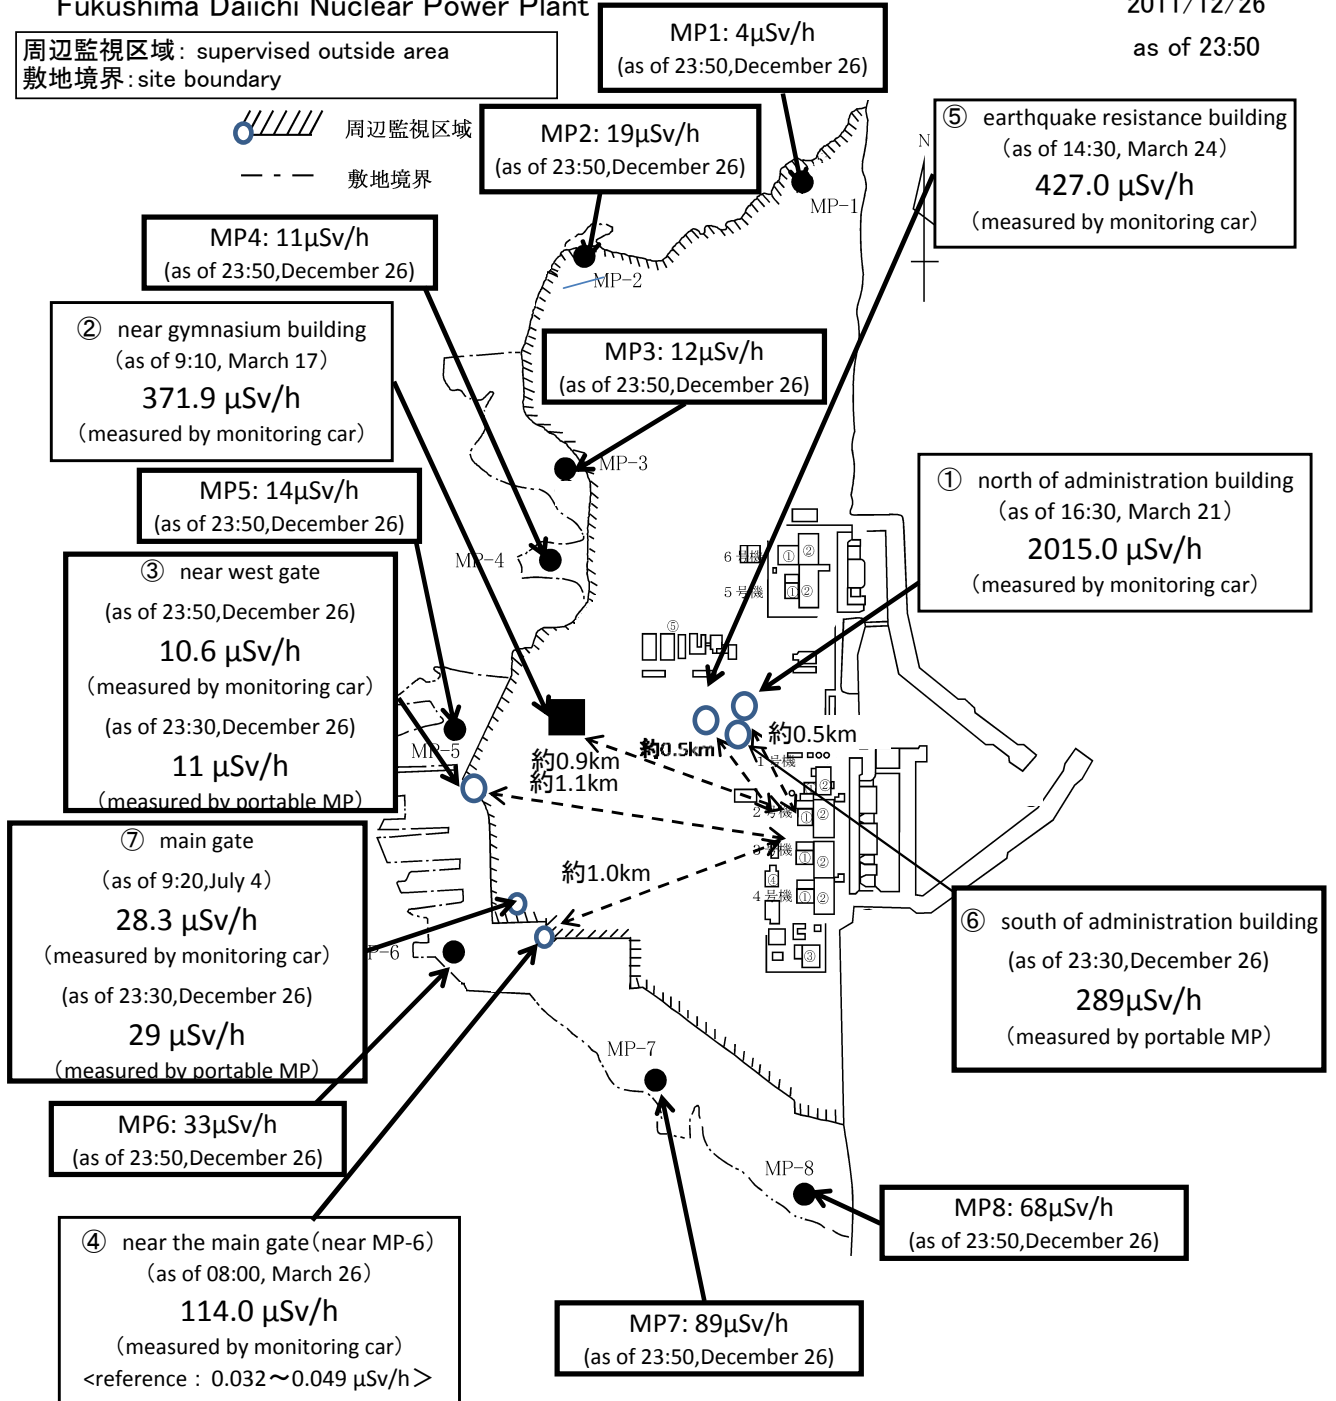 Fukushima Daiichi Nuclear Power Plant
2011/12/26
as of 23:50
周辺監視区域: supervised outside area
敷地境界:site boundary
周辺監視区域
敷地境界
MP1: 4μSv/h
(as of 23:50,December 26)
MP2: 19μSv/h
(as of 23:50,December 26)
⑤ earthquake resistance building
(as of 14:30, March 24)
427.0 μSv/h
(measured by monitoring car)
N
MP-1
MP4: 11μSv/h
(as of 23:50,December 26)
MP-2
② near gymnasium building
(as of 9:10, March 17)
371.9 μSv/h
(measured by monitoring car)
MP3: 12μSv/h
(as of 23:50,December 26)
MP-3
MP5: 14μSv/h
(as of 23:50,December 26)
① north of administration building
(as of 16:30, March 21)
2015.0 μSv/h
(measured by monitoring car)
MP-4
6号機
① ②
5号機
① ②
③ near west gate
(as of 23:50,December 26)
10.6 μSv/h
(measured by monitoring car)
(as of 23:30,December 26)
11 μSv/h
(measured by portable MP)
⑤
MP-5
約0.9km
約1.1km
約0.5km
約0.5km
1号機
②
2号機
① ②
3号機
① ②
4号機
① ②
④
③
約1.0km
⑦ main gate
(as of 9:20,July 4)
28.3 μSv/h
(measured by monitoring car)
(as of 23:30,December 26)
29 μSv/h
(measured by portable MP)
P-6
⑥ south of administration building
(as of 23:30,December 26)
289μSv/h
(measured by portable MP)
MP-7
MP6: 33μSv/h
(as of 23:50,December 26)
MP-8
MP8: 68μSv/h
(as of 23:50,December 26)
④ near the main gate(near MP-6)
(as of 08:00, March 26)
114.0 μSv/h
(measured by monitoring car)
<reference : 0.032～0.049 μSv/h＞
MP7: 89μSv/h
(as of 23:50,December 26)